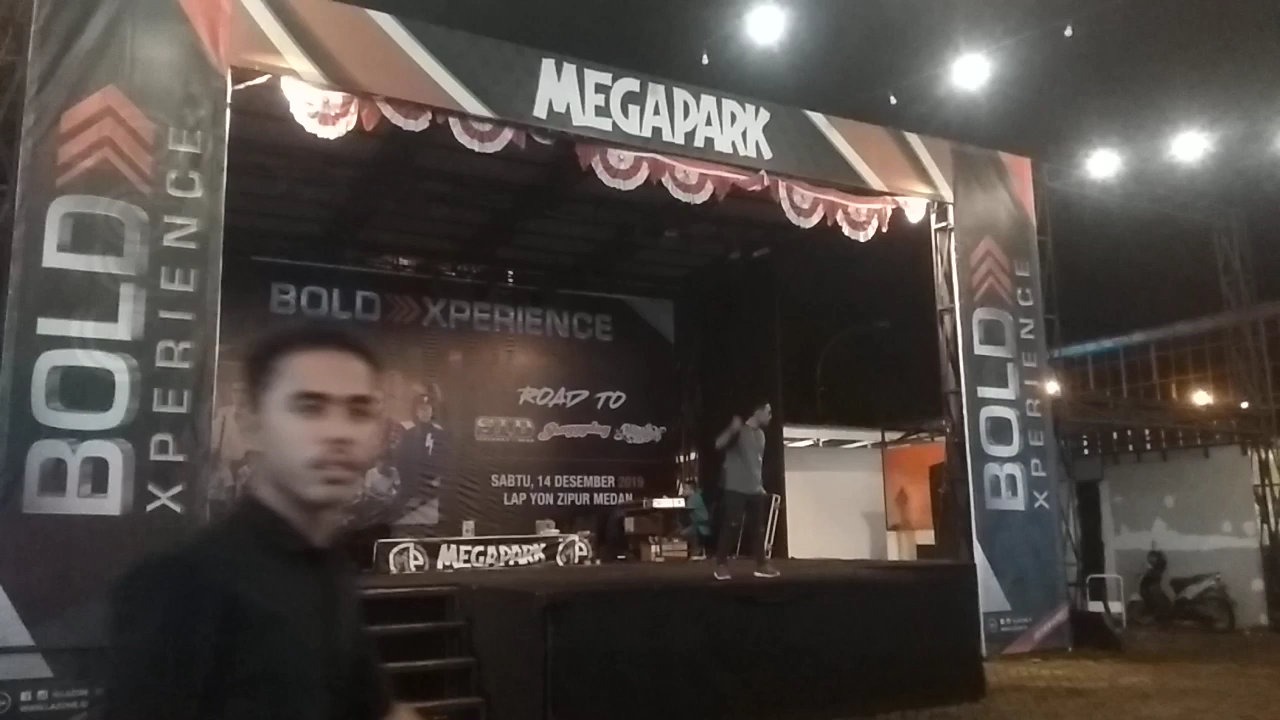 MEGAPARK
BOLD
XPERIENCE
BOLD XPERIENCE
ROAD TO
SABTU, 14 DESEMBER 2019
LAP YON ZIPUR MEDAN
MEGAPARK
BOLD
XPERIENCE